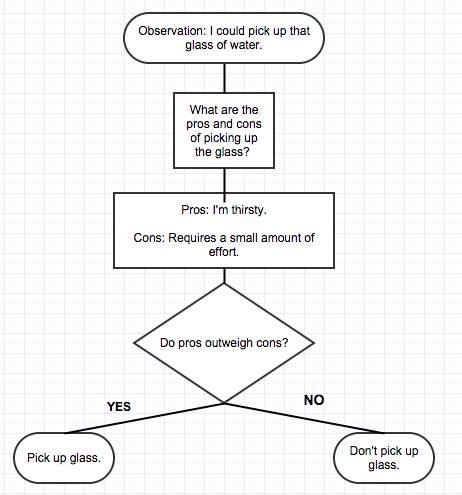 Observation: I could pick up that
glass of water.
What are the
pros and cons
of picking up
the glass?
Pros: I'm thirsty.
Cons: Requires a small amount of
effort.
Do pros outweigh cons?
YES
NO
Pick up glass.
Don't pick up
glass.